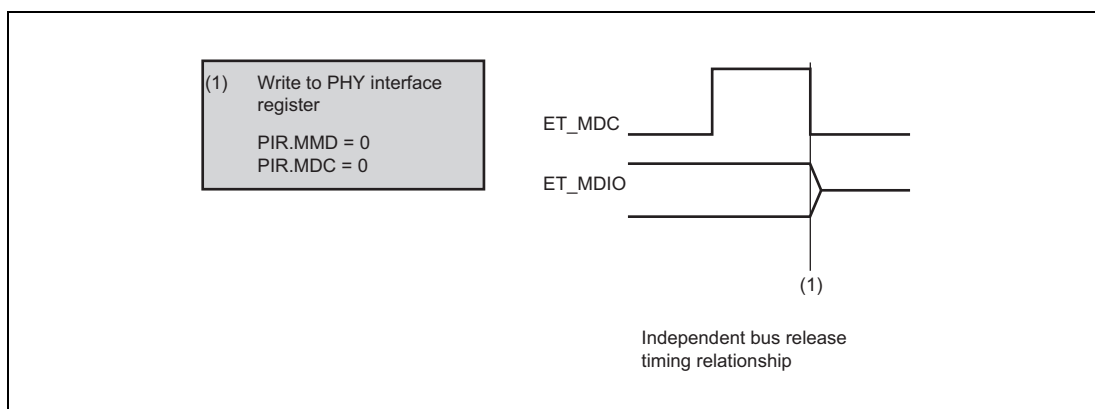 (1) Write to PHY interface
register
PIR.MMD = 0
PIR.MDC = 0
ET_MDC
ET_MDIO
(1)
Independent bus release
timing relationship